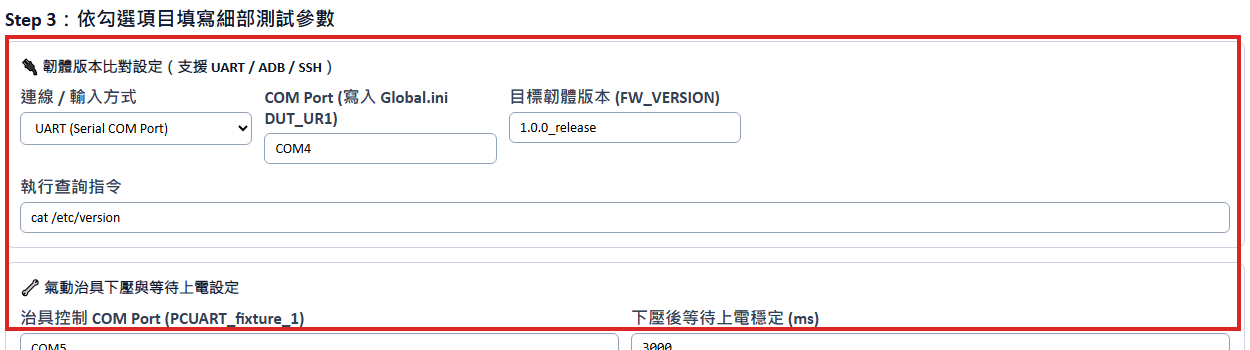 Step 3：依勾選項目填寫細部測試參數
韌體版本比對設定（支援 UART / ADB / SSH）
連線 / 輸入方式
COM Port (寫入 Global.ini DUT_UR1)
目標韌體版本 (FW_VERSION)
UART (Serial COM Port)
COM4
1.0.0_release
執行查詢指令
cat /etc/version
氣動治具下壓與等待上電設定
治具控制 COM Port (PCUART_fixture_1)
下壓後等待上電穩定 (ms)
COM5
3000